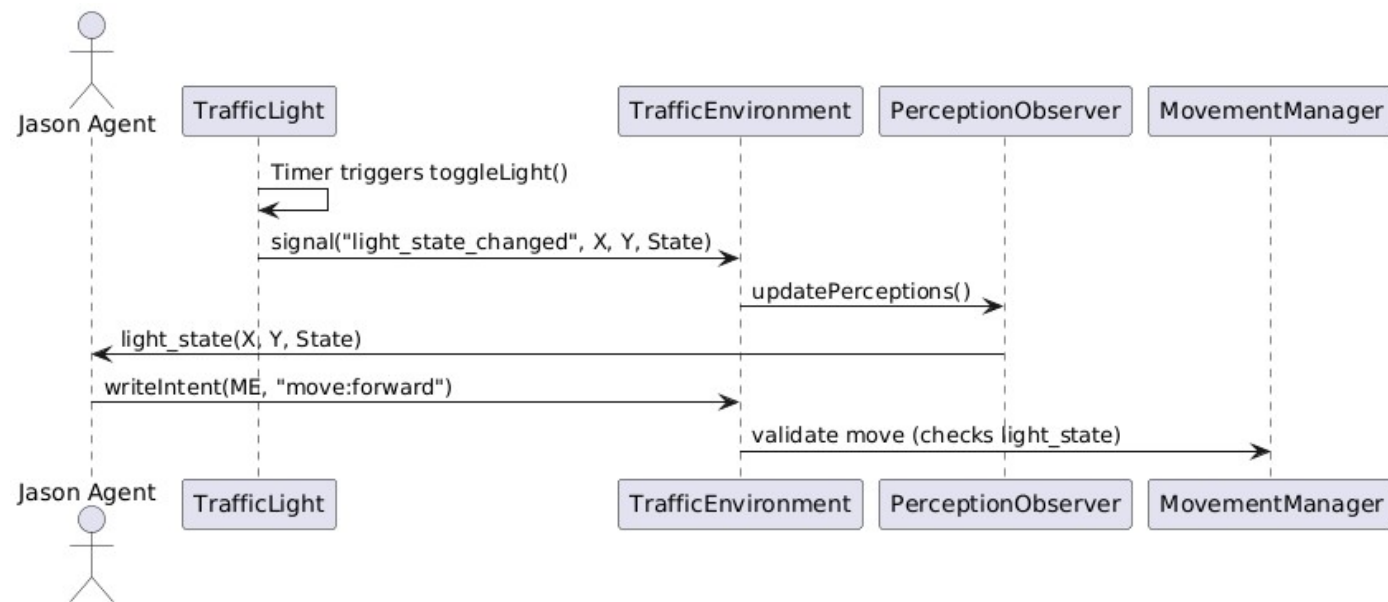 Jason Agent
TrafficLight
TrafficEnvironment
PerceptionObserver
MovementManager
Timer triggers toggleLight()
signal("light_state_changed", X, Y, State)
updatePerceptions()
light_state(X, Y, State)
writeIntent(ME, "move:forward")
validate move (checks light_state)
Jason Agent
TrafficLight
TrafficEnvironment
PerceptionObserver
MovementManager